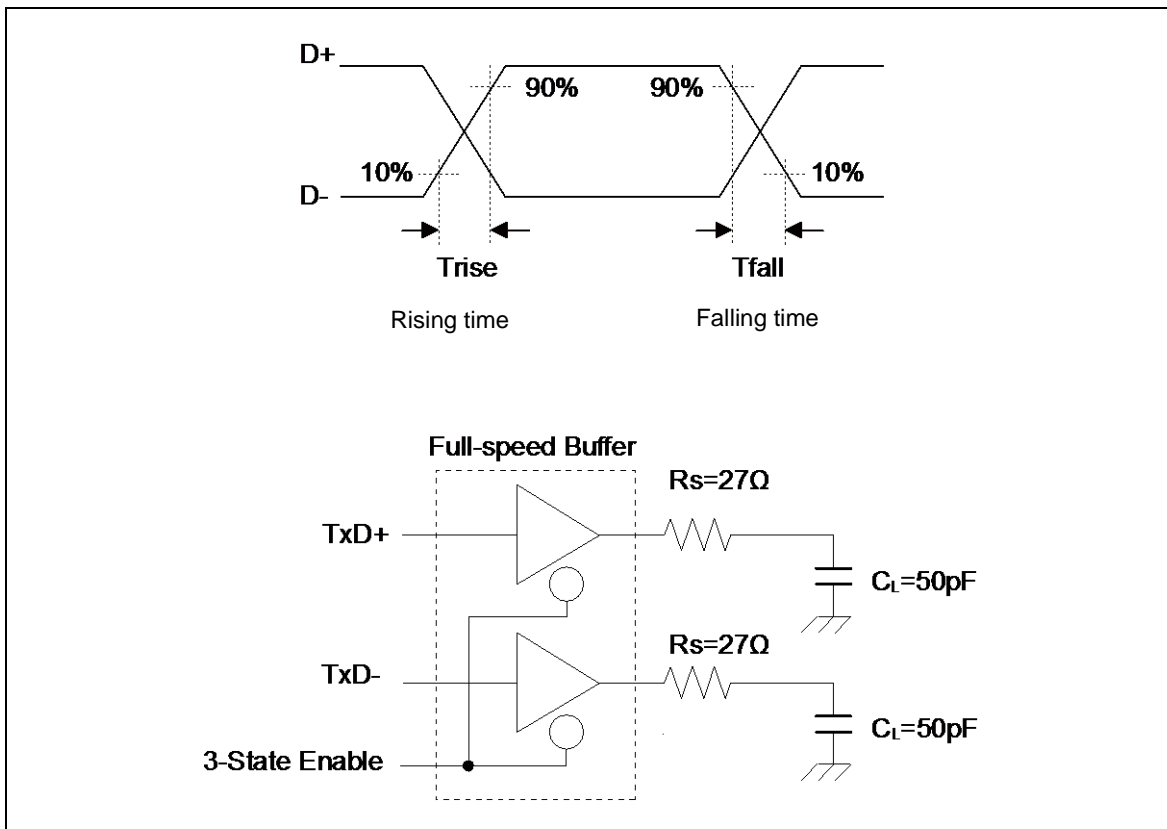 D+
90%
90%
10%
10%
D-
Trise
Tfall
Rising time
Falling time
Full-speed Buffer
Rs=27Ω
TxD+
CL=50pF
Rs=27Ω
TxD-
CL=50pF
3-State Enable